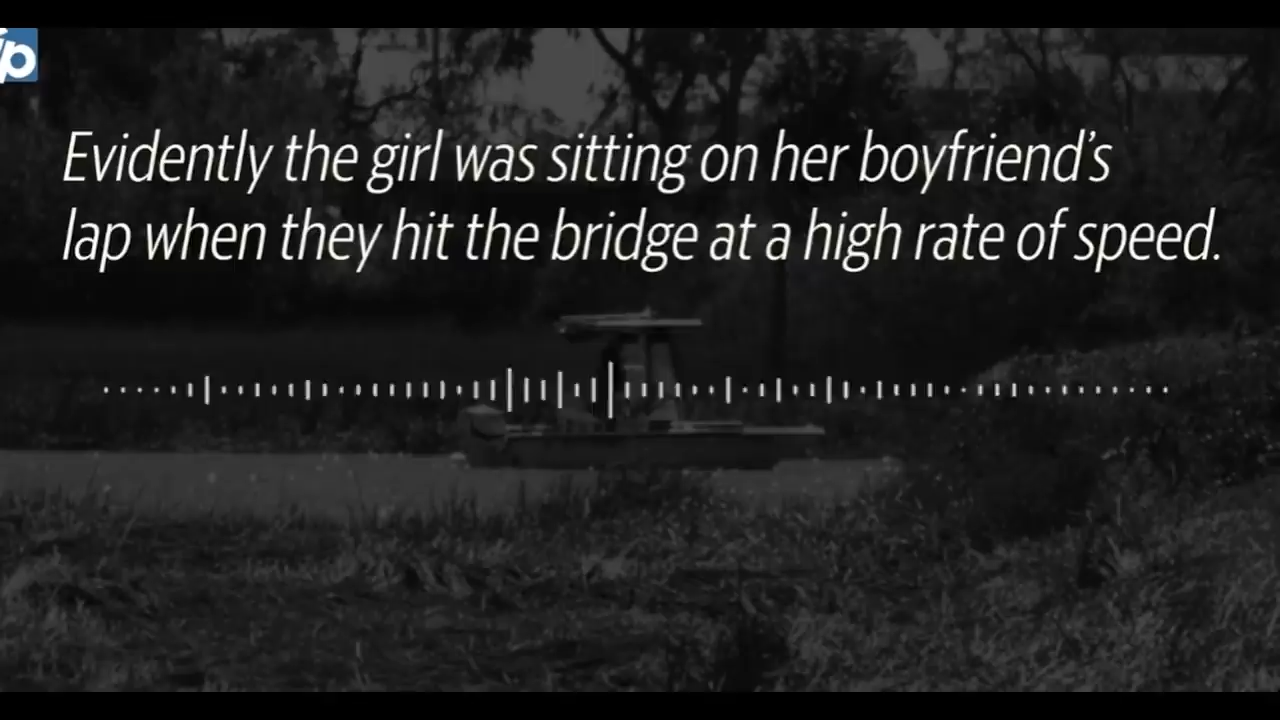 ip
Evidently the girl was sitting on her boyfriend’s
lap when they hit the bridge at a high rate of speed.